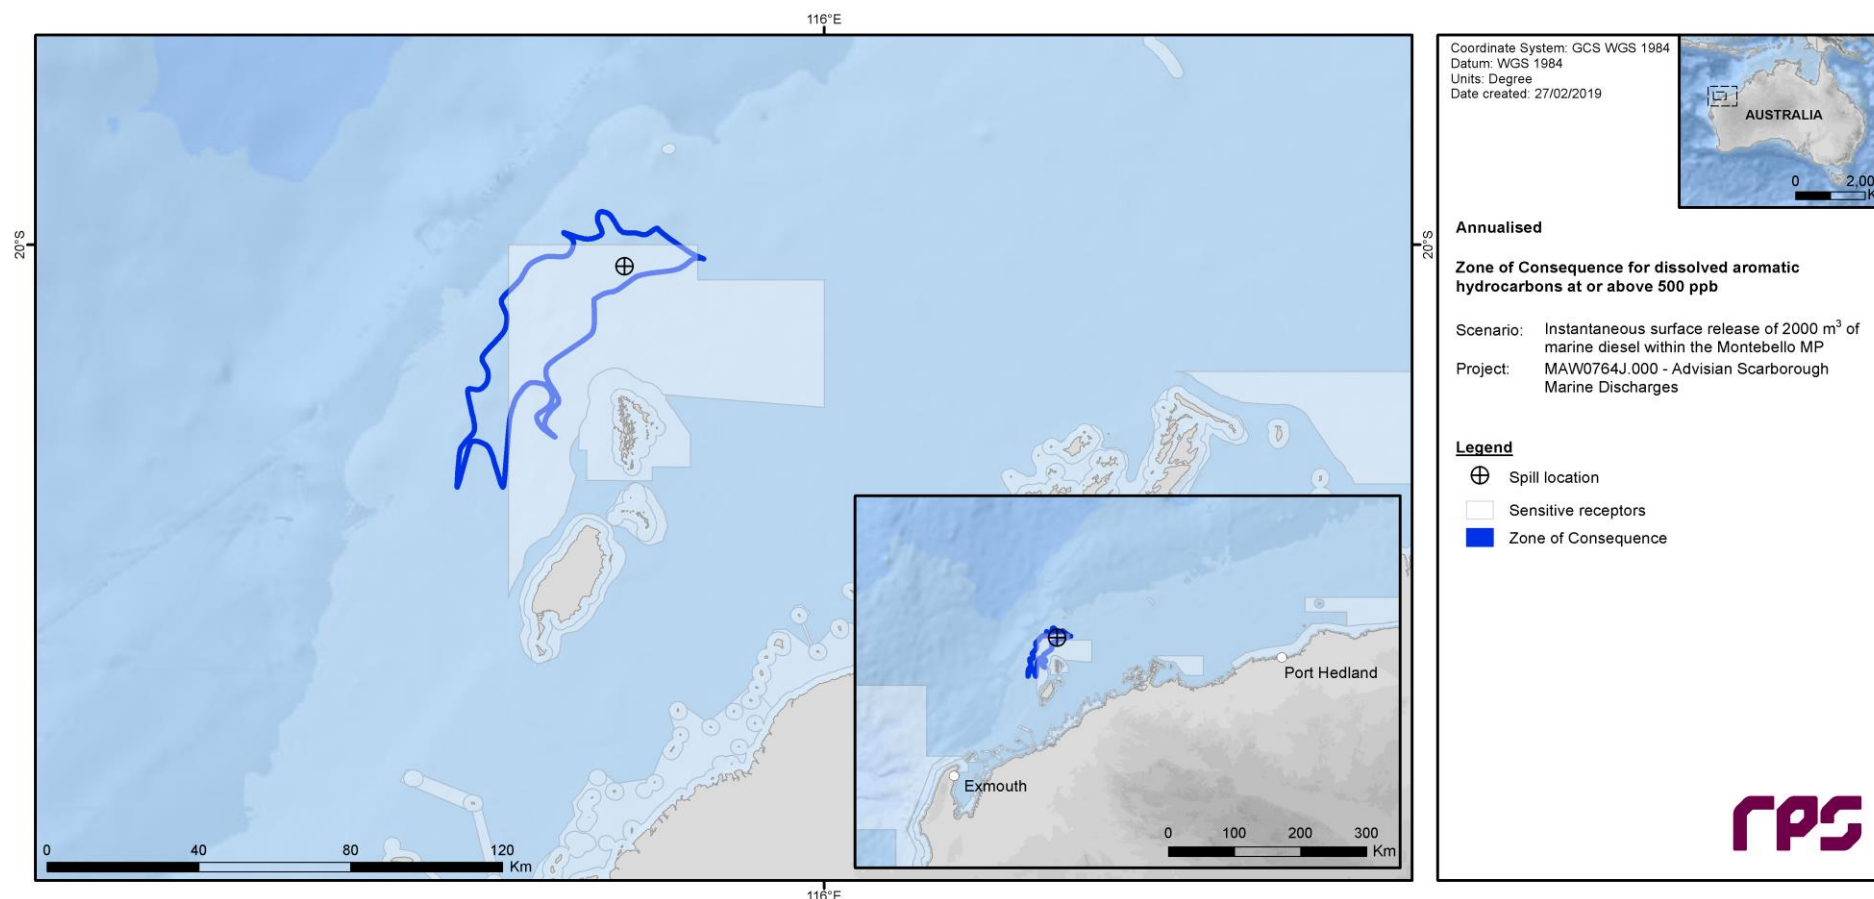 116°E
20°S
20°S
0 40 80 120
Km
116°E
Port Hedland
Exmouth
0 100 200 300
Km
Coordinate System: GCS WGS 1984
Datum: WGS 1984
Units: Degree
Date created: 27/02/2019
AUSTRALIA
0 2,00
K
Annualised
Zone of Consequence for dissolved aromatic
hydrocarbons at or above 500 ppb
Scenario: Instantaneous surface release of 2000 m³ of
marine diesel within the Montebello MP
Project: MAW0764J.000 - Advisian Scarborough
Marine Discharges
Legend
Spill location
Sensitive receptors
Zone of Consequence
rps